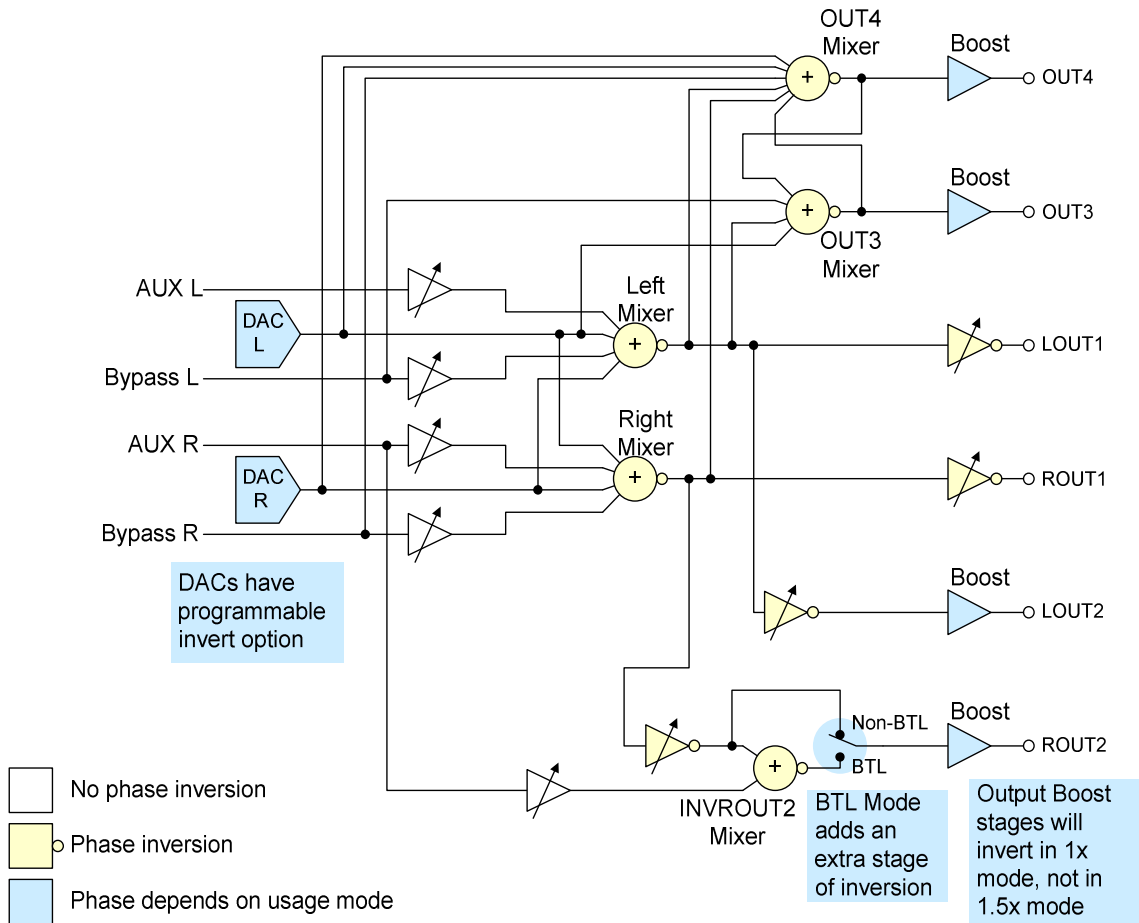 OUT4
Mixer
Boost
+
OUT4
Boost
+
OUT3
OUT3
Mixer
AUX L
Left
Mixer
DAC
L
+
LOUT1
Bypass L
Right
Mixer
AUX R
DAC
R
+
ROUT1
Bypass R
DACs have
programmable
invert option
Boost
LOUT2
Non-BTL
Boost
+
ROUT2
BTL
INVROUT2
Mixer
BTL Mode
adds an
extra stage
of inversion
Output Boost
stages will
invert in 1x
mode, not in
1.5x mode
No phase inversion
Phase inversion
Phase depends on usage mode